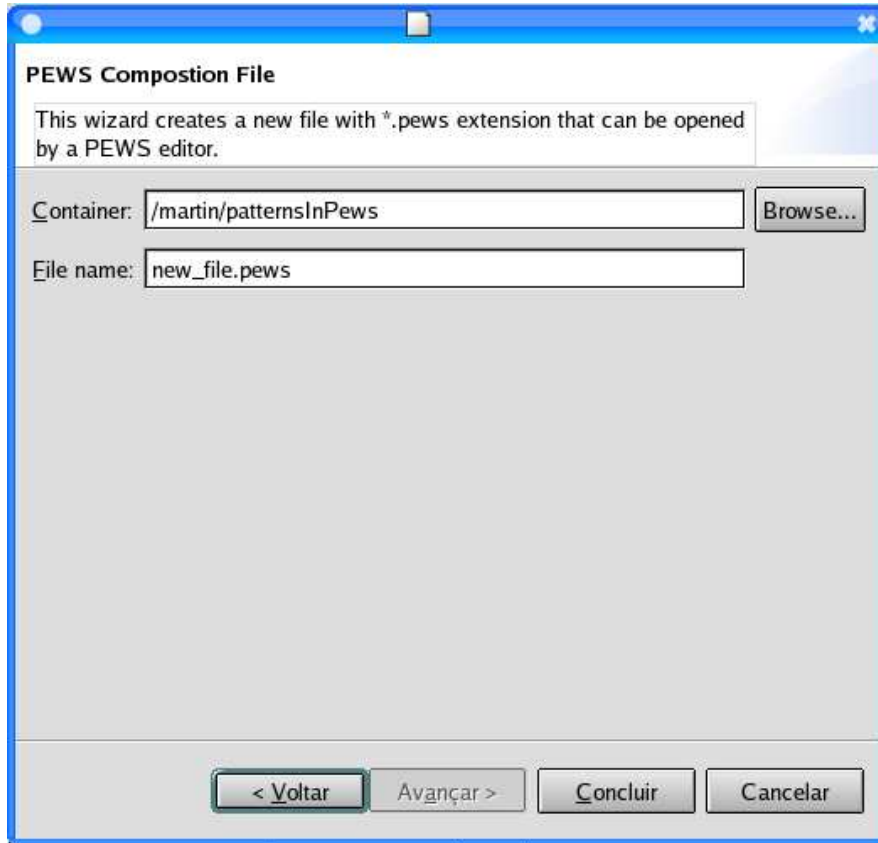 PEWS Compostion File
This wizard creates a new file with *.pews extension that can be opened
by a PEWS editor.
Container: /martin/patternsInPews Browse...
File name: new_file.pews
< Voltar Avançar > Concluir Cancelar